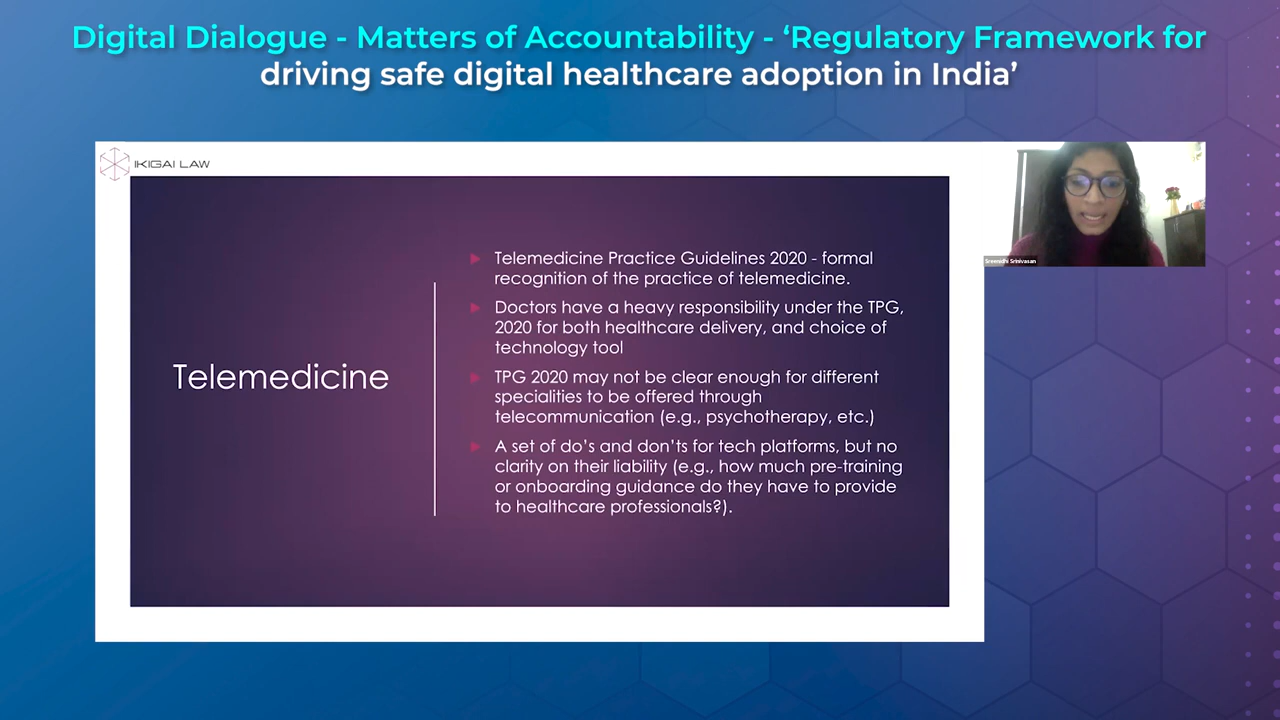 Digital Dialogue - Matters of Accountability - ‘Regulatory Framework for
driving safe digital healthcare adoption in India’
IKIGAI LAW
Telemedicine
Telemedicine Practice Guidelines 2020 - formal
recognition of the practice of telemedicine.
Doctors have a heavy responsibility under the TPG,
2020 for both healthcare delivery, and choice of
technology tool
TPG 2020 may not be clear enough for different
specialities to be offered through
telecommunication (e.g., psychotherapy, etc.)
A set of do’s and don’ts for tech platforms, but no
clarity on their liability (e.g., how much pre-training
or onboarding guidance do they have to provide
to healthcare professionals?).
Sreenidhi Srinivasan